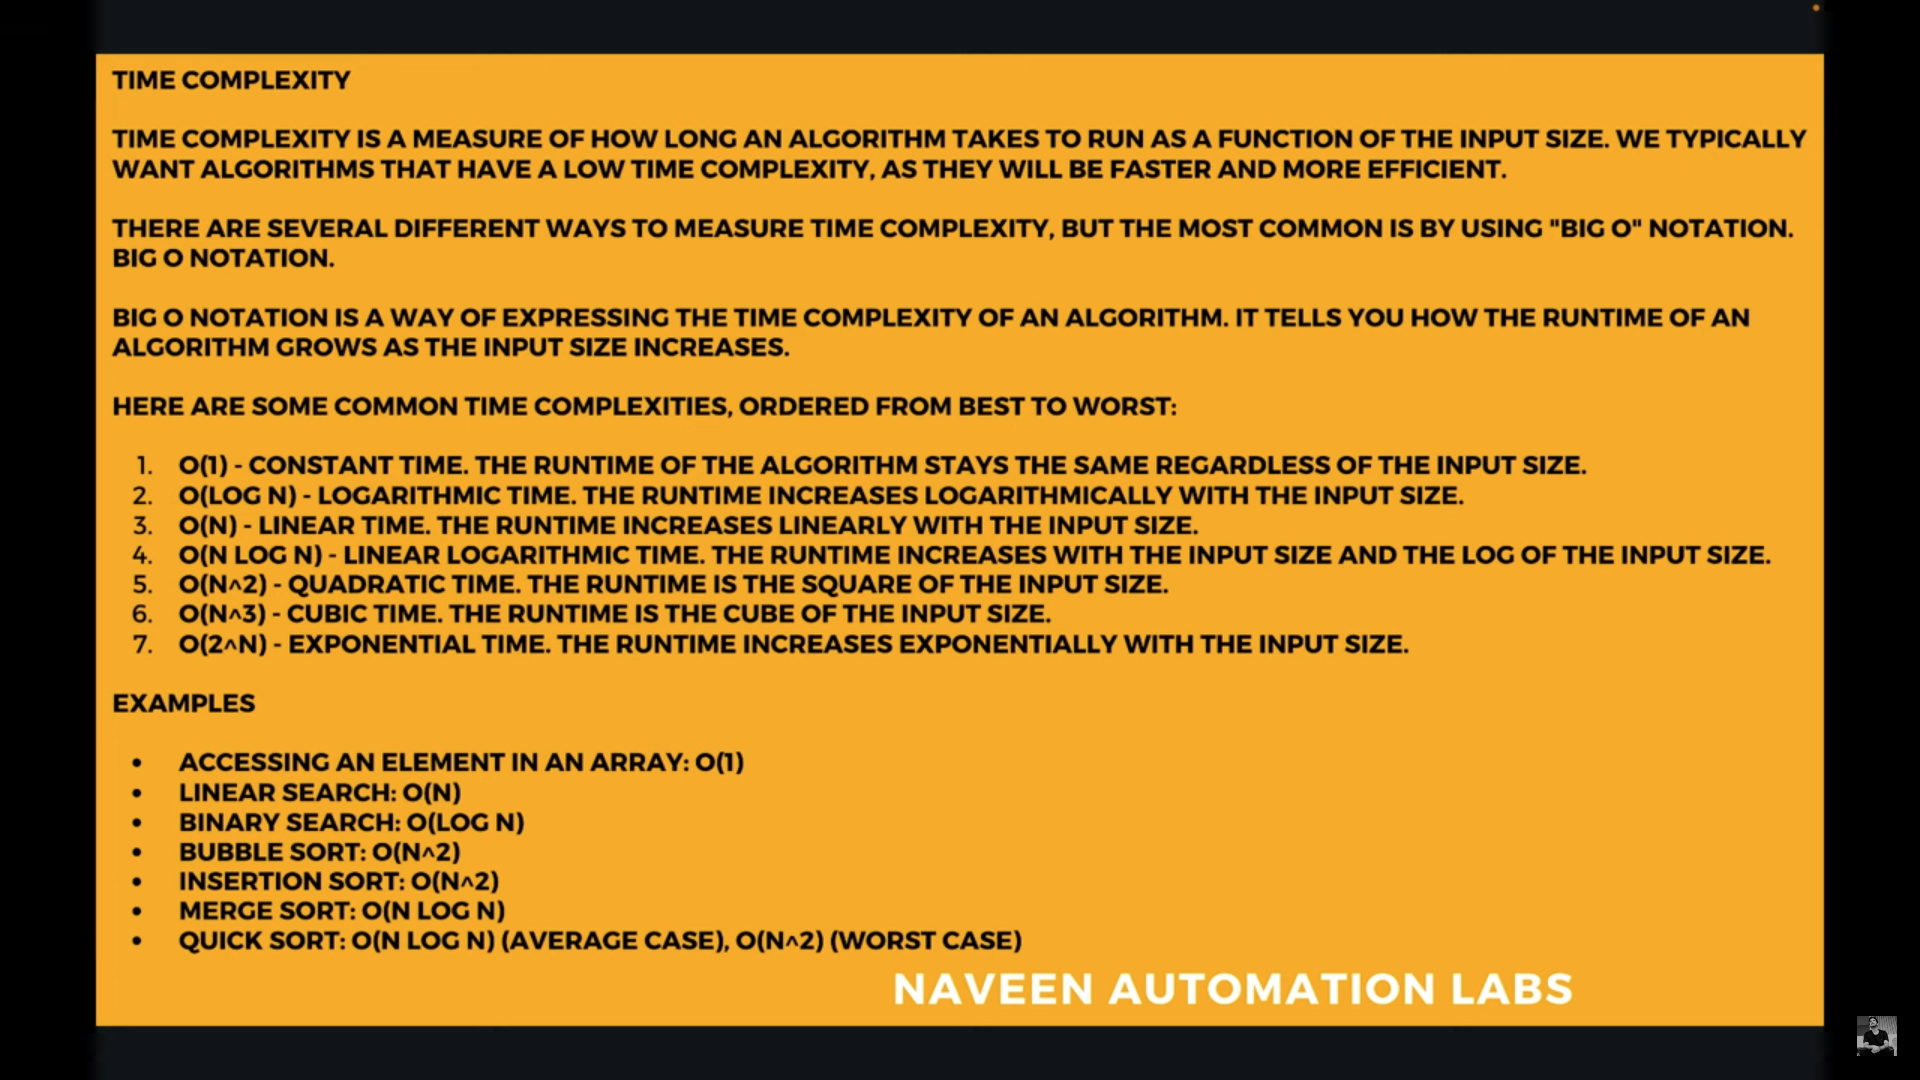 TIME COMPLEXITY
TIME COMPLEXITY IS A MEASURE OF HOW LONG AN ALGORITHM TAKES TO RUN AS A FUNCTION OF THE INPUT SIZE. WE TYPICALLY
WANT ALGORITHMS THAT HAVE A LOW TIME COMPLEXITY, AS THEY WILL BE FASTER AND MORE EFFICIENT.
THERE ARE SEVERAL DIFFERENT WAYS TO MEASURE TIME COMPLEXITY, BUT THE MOST COMMON IS BY USING "BIG O" NOTATION.
BIG O NOTATION.
BIG O NOTATION IS A WAY OF EXPRESSING THE TIME COMPLEXITY OF AN ALGORITHM. IT TELLS YOU HOW THE RUNTIME OF AN
ALGORITHM GROWS AS THE INPUT SIZE INCREASES.
HERE ARE SOME COMMON TIME COMPLEXITIES, ORDERED FROM BEST TO WORST:
1. O(1) - CONSTANT TIME. THE RUNTIME OF THE ALGORITHM STAYS THE SAME REGARDLESS OF THE INPUT SIZE.
2. O(LOG N) - LOGARITHMIC TIME. THE RUNTIME INCREASES LOGARITHMICALLY WITH THE INPUT SIZE.
3. O(N) - LINEAR TIME. THE RUNTIME INCREASES LINEARLY WITH THE INPUT SIZE.
4. O(N LOG N) - LINEAR LOGARITHMIC TIME. THE RUNTIME INCREASES WITH THE INPUT SIZE AND THE LOG OF THE INPUT SIZE.
5. O(N^2) - QUADRATIC TIME. THE RUNTIME IS THE SQUARE OF THE INPUT SIZE.
6. O(N^3) - CUBIC TIME. THE RUNTIME IS THE CUBE OF THE INPUT SIZE.
7. O(2^N) - EXPONENTIAL TIME. THE RUNTIME INCREASES EXPONENTIALLY WITH THE INPUT SIZE.
EXAMPLES
• ACCESSING AN ELEMENT IN AN ARRAY: O(1)
• LINEAR SEARCH: O(N)
• BINARY SEARCH: O(LOG N)
• BUBBLE SORT: O(N^2)
• INSERTION SORT: O(N^2)
• MERGE SORT: O(N LOG N)
• QUICK SORT: O(N LOG N) (AVERAGE CASE), O(N^2) (WORST CASE)
NAVEEN AUTOMATION LABS